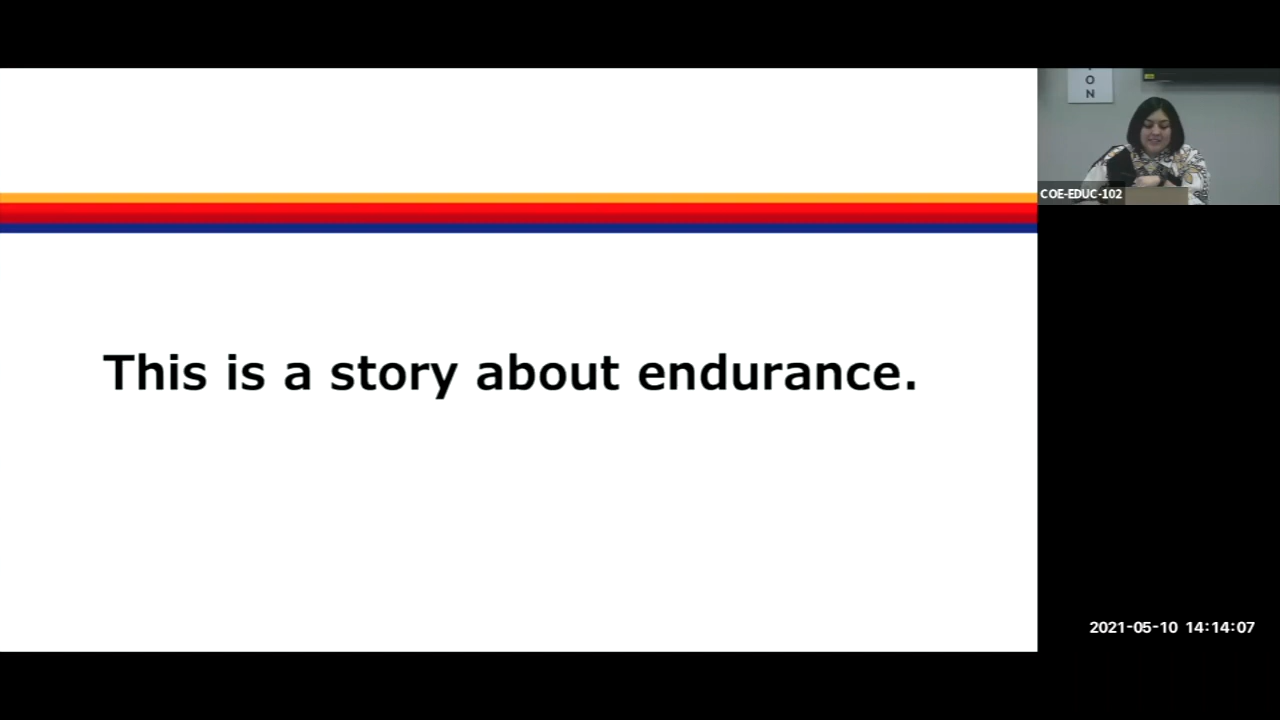 This is a story about endurance.
O
N
COE-EDUC-102
2021-05-10 14:14:07